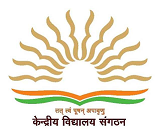 तत् त्वं पूषन् अपावृणु
केन्द्रीय विद्यालय संगठन